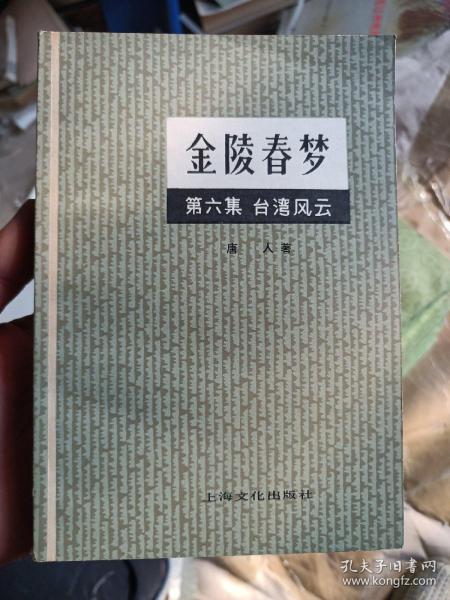 金陵春梦
第六集 台湾风云
唐 人 著
上海文化出版社
孔夫子旧书网
www.kongfz.com